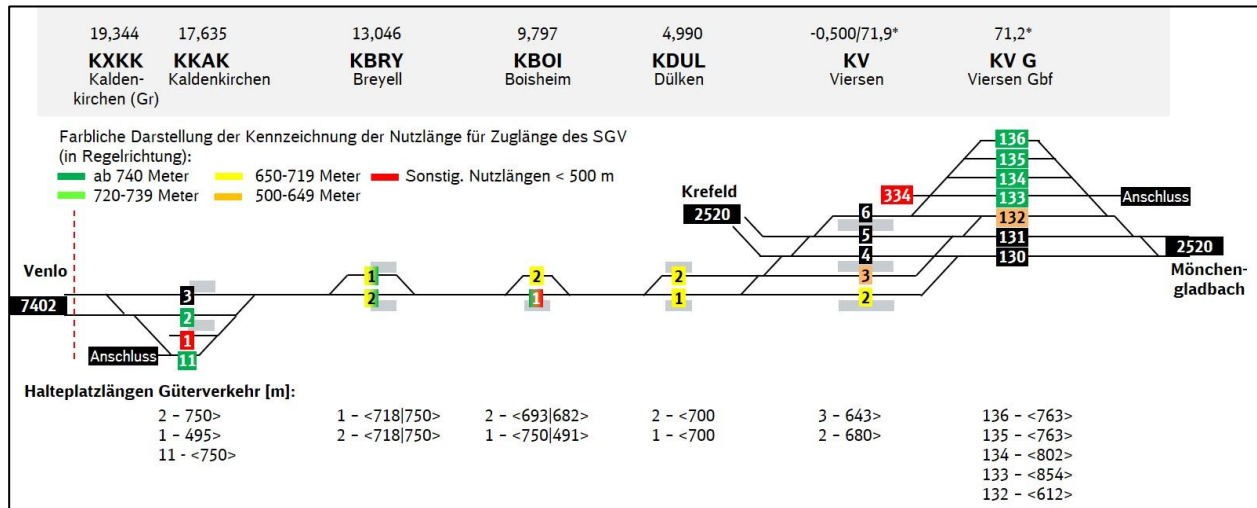 19,344 17,635 13,046 9,797 4,990 -0,500/71,9* 71,2*
KXKK KKAK KBRY KBOI KDUL KV KV G
Kalden- Kaldenkirchen Breyell Boisheim Dülken Viersen Viersen Gbf
kirchen (Gr)
Farbliche Darstellung der Kennzeichnung der Nutzlänge für Zuglänge des SGV
(in Regelrichtung):
ab 740 Meter 650-719 Meter Sonstig. Nutzlängen < 500 m
720-739 Meter 500-649 Meter
136
135
134
Krefeld 334 133 Anschluss
2520 6 132
5 131 2520
4 130 Mönchen-
gladbach
Venlo 1 2 2 3
7402 3 2 1 1 2
2
1
Anschluss 11
Halteplatzlängen Güterverkehr [m]:
2 – 750> 1 – <718|750> 2 – <693|682> 2 – <700 3 – 643> 136 – <763>
1 – 495> 2 – <718|750> 1 – <750|491> 1 – <700 2 – 680> 135 – <763>
11 - <750> 134 – <802>
133 – <854>
132 – <612>